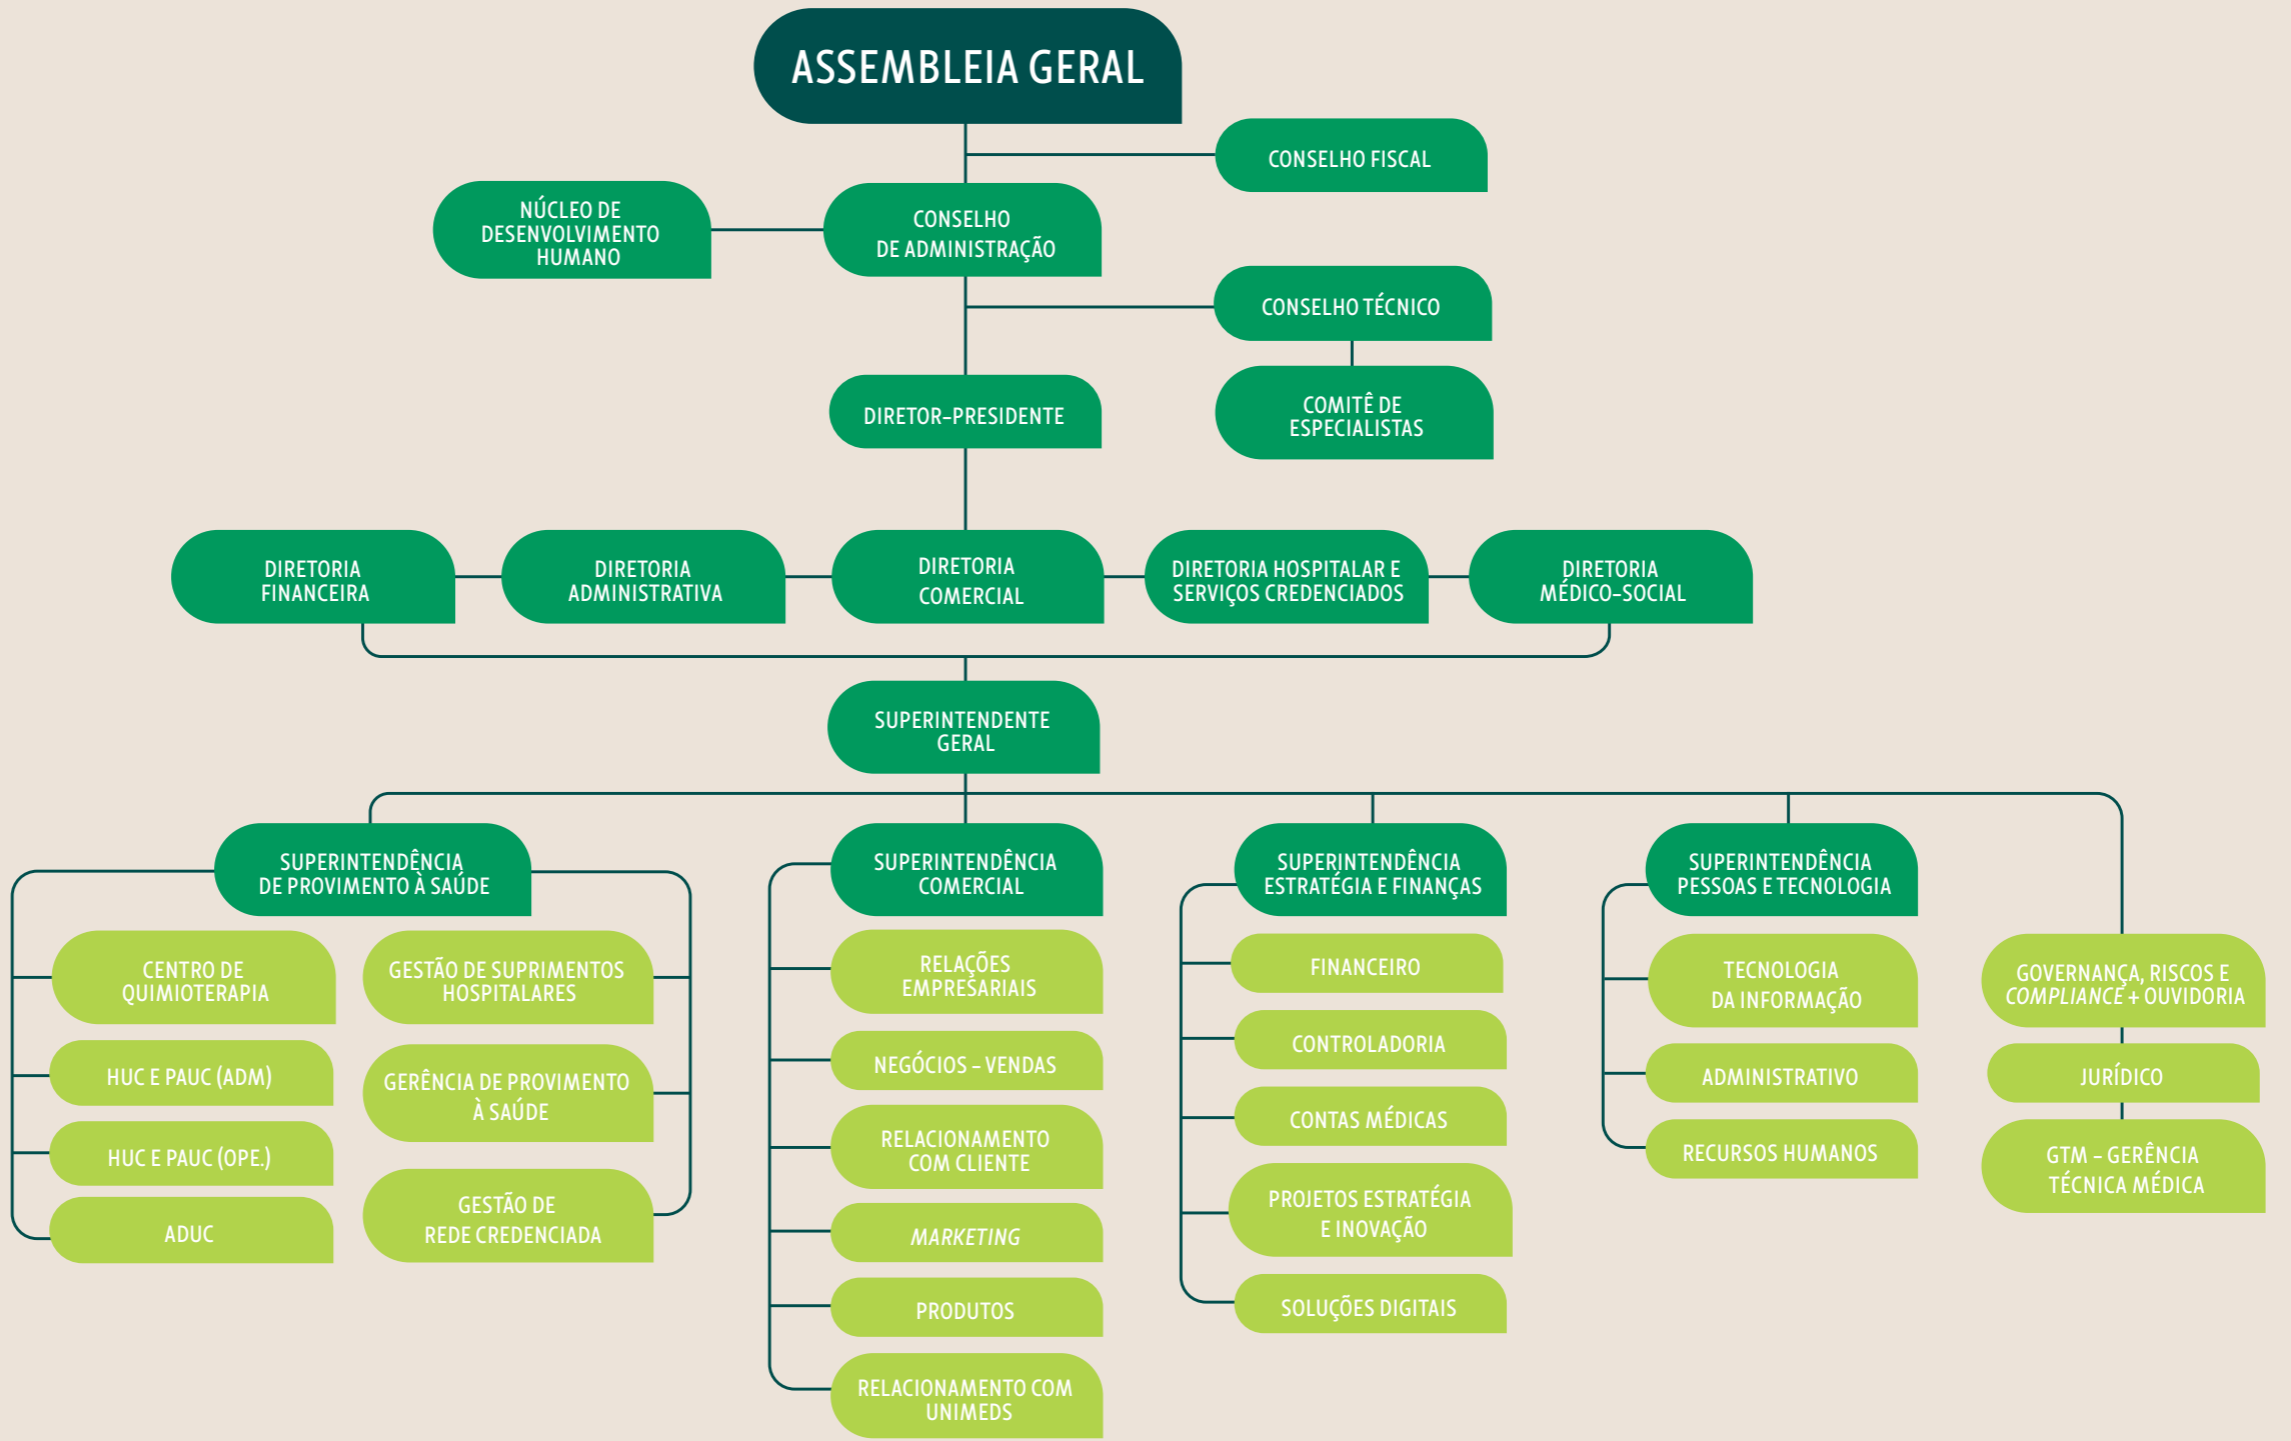 ASSEMBLEIA GERAL
CONSELHO FISCAL
NÚCLEO DE
DESENVOLVIMENTO
HUMANO
CONSELHO
DE ADMINISTRAÇÃO
CONSELHO TÉCNICO
COMITÊ DE
ESPECIALISTAS
DIRETOR-PRESIDENTE
DIRETORIA
FINANCEIRA
DIRETORIA
ADMINISTRATIVA
DIRETORIA
COMERCIAL
DIRETORIA HOSPITALAR E
SERVIÇOS CREDENCIADOS
DIRETORIA
MÉDICO-SOCIAL
SUPERINTENDENTE
GERAL
SUPERINTENDÊNCIA
DE PROVIMENTO À SAÚDE
CENTRO DE
QUIMIOTERAPIA
HUC E PAUC (ADM)
HUC E PAUC (OPE.)
ADUC
GESTÃO DE SUPRIMENTOS
HOSPITALARES
GERÊNCIA DE PROVIMENTO
À SAÚDE
GESTÃO DE
REDE CREDENCIADA
SUPERINTENDÊNCIA
COMERCIAL
RELAÇÕES
EMPRESARIAIS
NEGÓCIOS - VENDAS
RELACIONAMENTO
COM CLIENTE
MARKETING
PRODUTOS
RELACIONAMENTO COM
UNIMEDS
SUPERINTENDÊNCIA
ESTRATÉGIA E FINANÇAS
FINANCEIRO
CONTROLADORIA
CONTAS MÉDICAS
PROJETOS ESTRATÉGIA
E INOVAÇÃO
SOLUÇÕES DIGITAIS
SUPERINTENDÊNCIA
PESSOAS E TECNOLOGIA
TECNOLOGIA
DA INFORMAÇÃO
ADMINISTRATIVO
RECURSOS HUMANOS
GOVERNANÇA, RISCOS E
COMPLIANCE + OUVIDORIA
JURÍDICO
GTM - GERÊNCIA
TÉCNICA MÉDICA